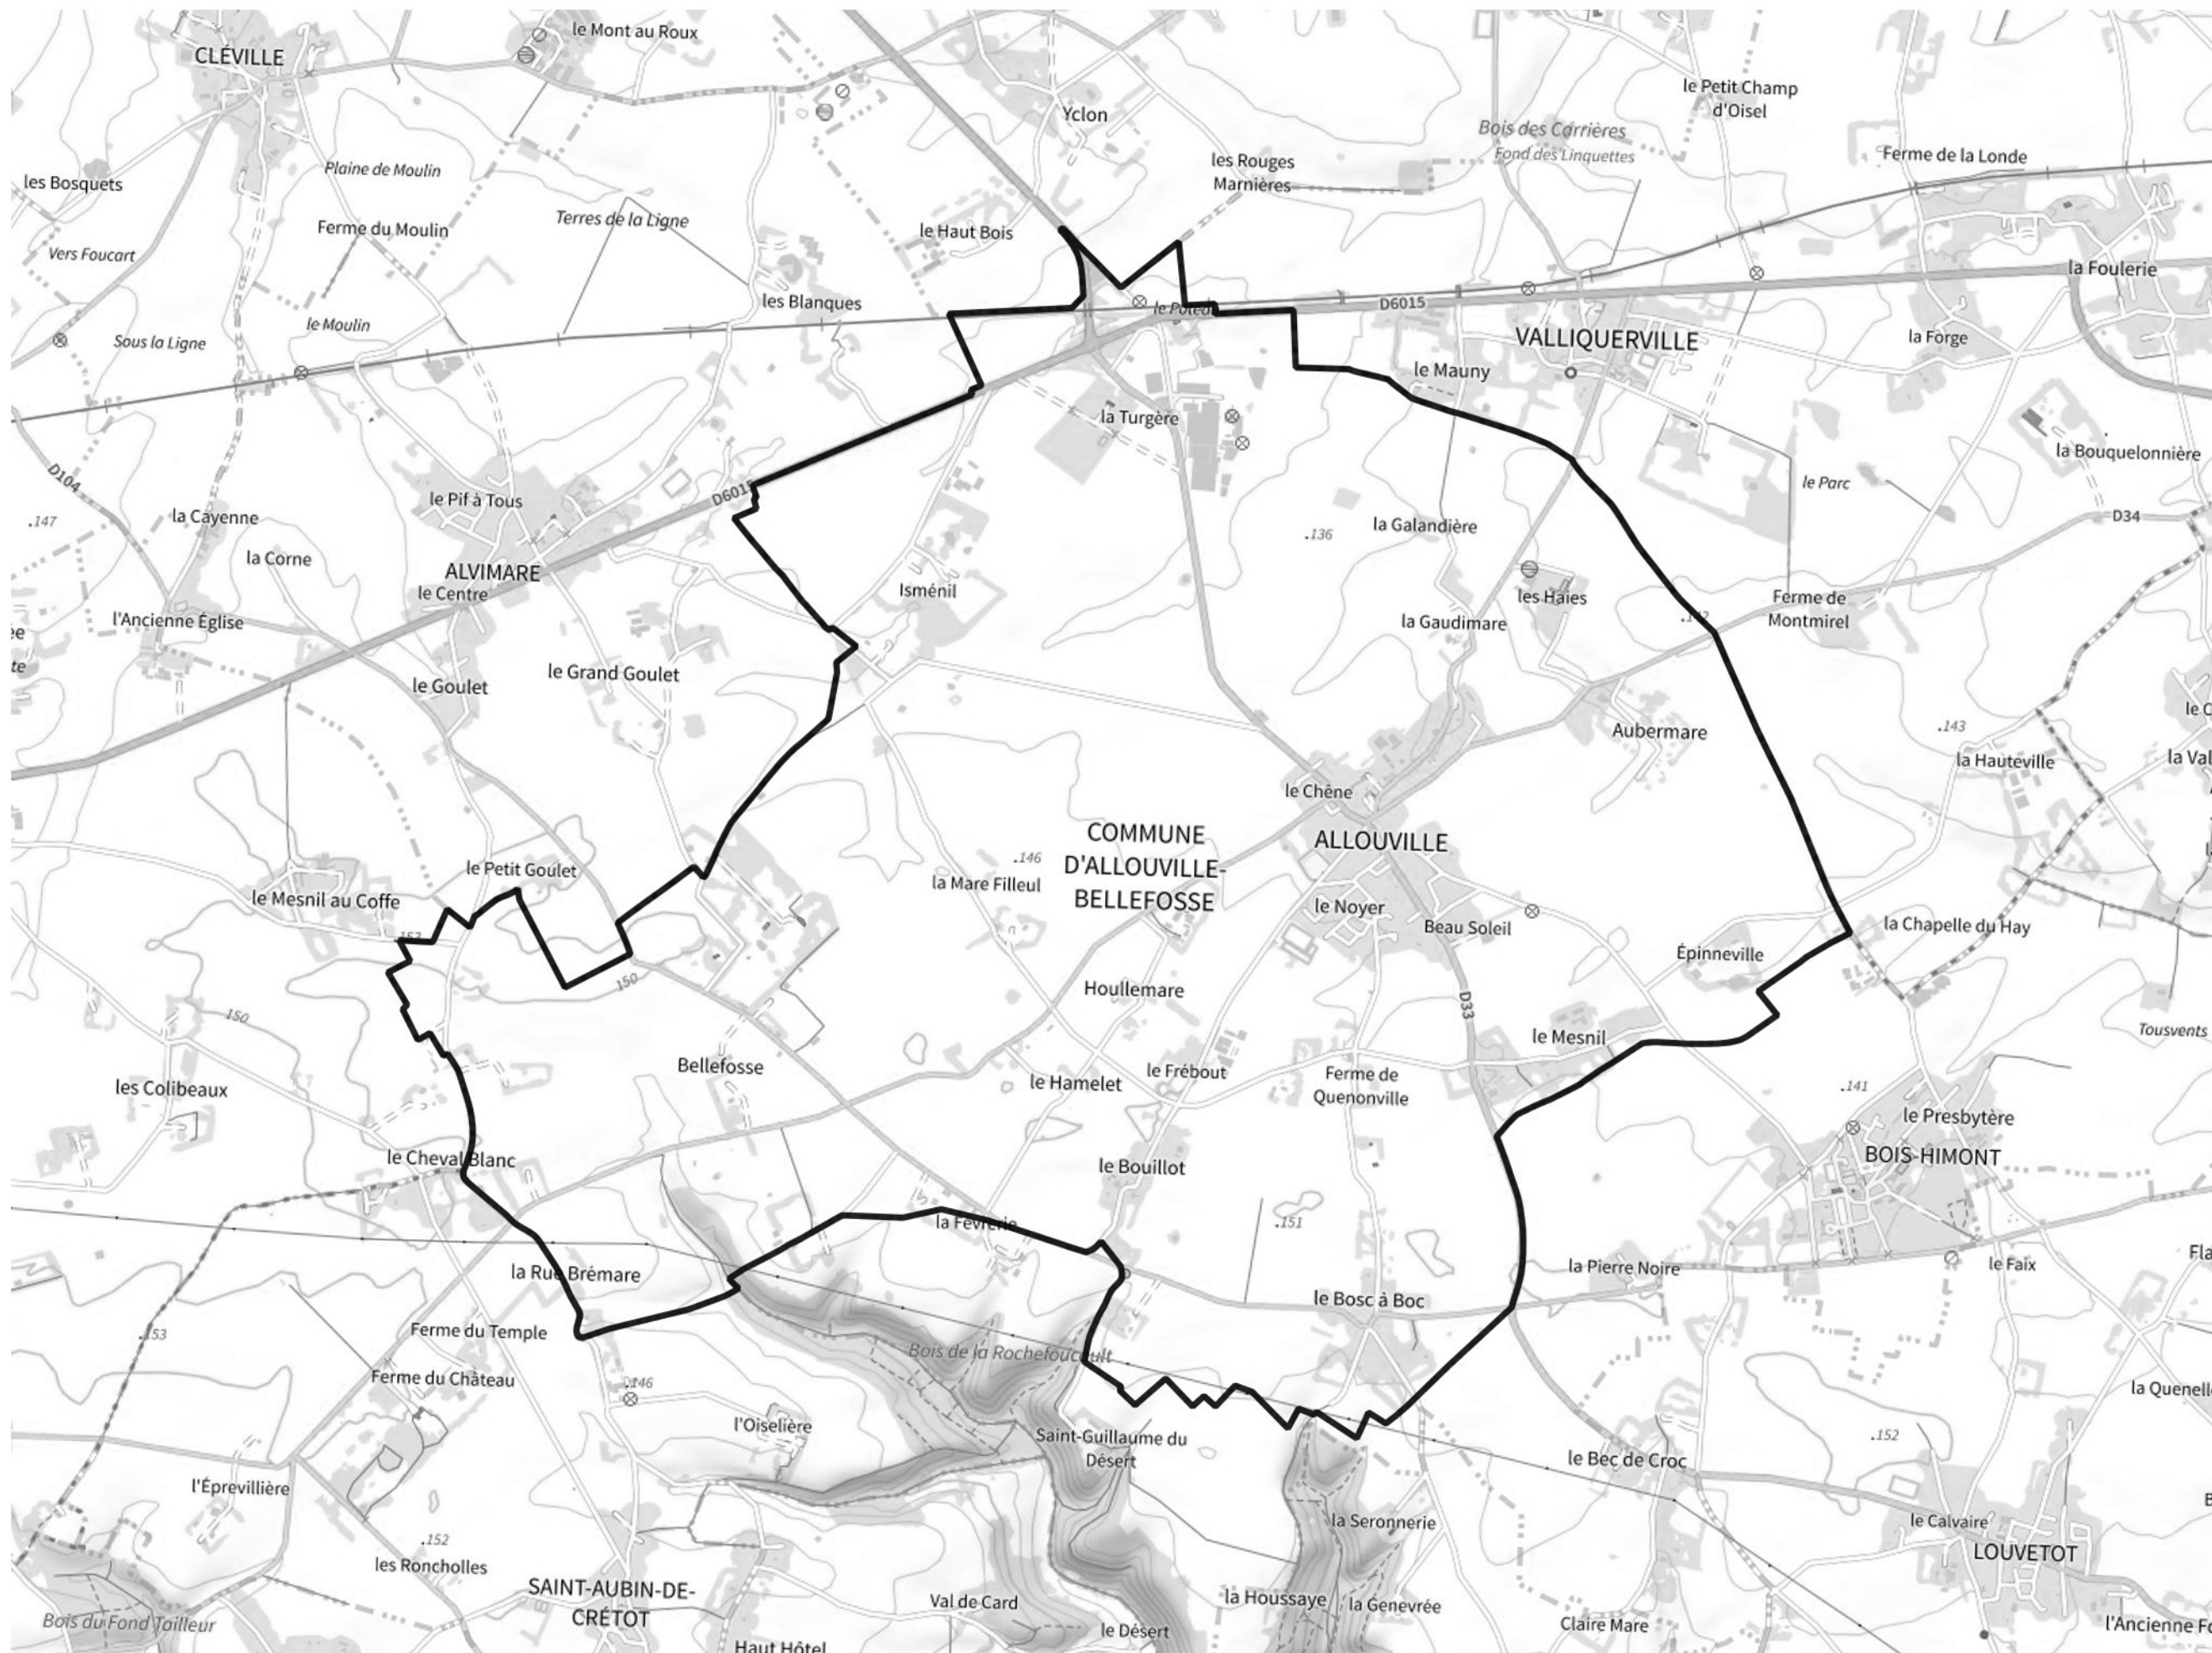 CLÉVILLE
le Mont au Roux
Yclon
le Petit Champ
d'Oisel
Bois des Carrières
Fond des Linquettes
les Rouges
Marnières
Ferme de la Londe
les Bosquets
Plaine de Moulin
Ferme du Moulin
Terres de la Ligne
le Haut Bois
Vers Foucart
la Foulerie
les Blanques
D6015
le Moulin
Sous la Ligne
VALLIQUERVILLE
la Forge
le Mauny
la Turgère
la Bouquelonnière
D104
le Pif à Tous
D6015
le Parc
.147
la Cayenne
.136
la Galandière
D34
la Corne
ALVIMARE
le Centre
Isménil
les Haies
Ferme de
Montmirel
l'Ancienne Église
la Gaudimare
le Grand Goulet
le Goulet
Aubermare
.143
la Hauteville
le Chêne
COMMUNE
D'ALLOUVILLE-
BELLEFOSSE
ALLOUVILLE
.146
la Mare Filleul
le Petit Goulet
le Mesnil au Coffe
le Noyer
Beau Soleil
la Chapelle du Hay
Épinneville
150
Houllemare
D33
150
le Mesnil
Tousvents
Bellefosse
le Hamelet
le Frébout
Ferme de
Quenonville
les Colibeaux
.141
le Presbytère
BOIS-HIMONT
le Cheval Blanc
le Bouillot
la Févrerie
.151
la Rue Brémare
la Pierre Noire
le Faix
le Bosc à Boc
Ferme du Temple
.153
Bois de la Rochefoucault
Ferme du Château
.146
l'Oiselière
Saint-Guillaume du
Désert
.152
le Bec de Croc
l'Éprevillière
la Seronnerie
le Calvaire
.152
les Roncholles
LOUVETOT
SAINT-AUBIN-DE-
CRÉTOT
Val de Card
la Houssaye
la Genevrée
Bois du Fond Tailleur
le Désert
Claire Mare
Haut Hôtel